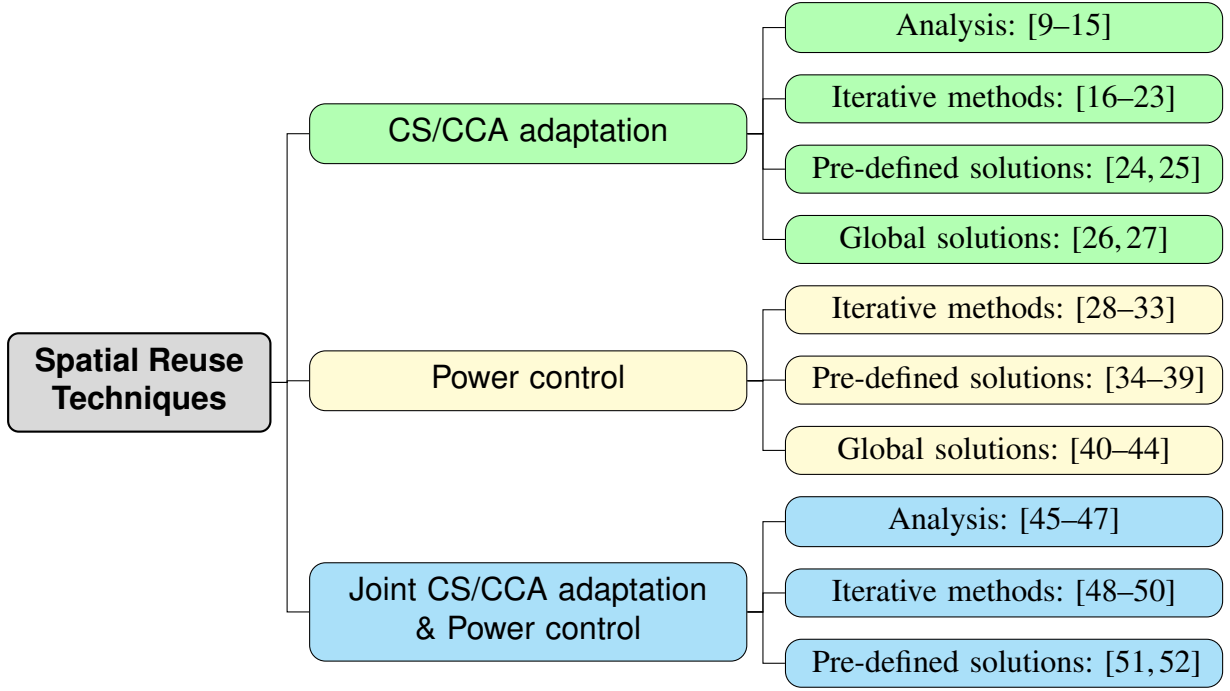 Spatial Reuse
Techniques
CS/CCA adaptation
Analysis: [9–15]
Iterative methods: [16–23]
Pre-defined solutions: [24, 25]
Global solutions: [26, 27]
Power control
Iterative methods: [28–33]
Pre-defined solutions: [34–39]
Global solutions: [40–44]
Joint CS/CCA adaptation
& Power control
Analysis: [45–47]
Iterative methods: [48–50]
Pre-defined solutions: [51, 52]